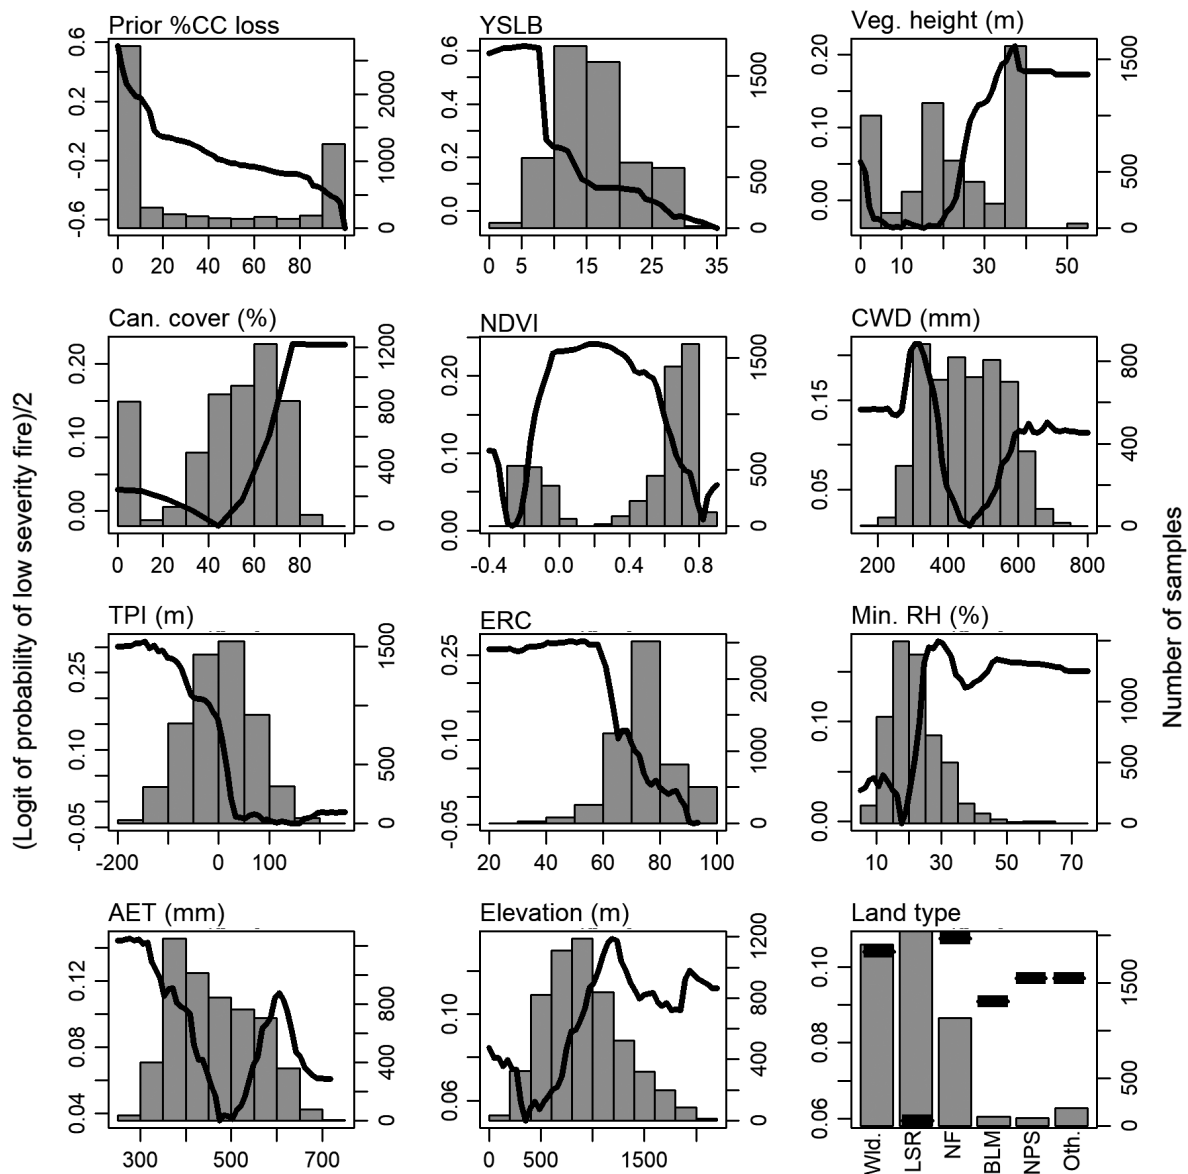 Prior %CC loss
0.6
0.2
-0.2
-0.6
2000
1000
0
0 20 40 60 80
YSLB
0.6
0.4
0.2
0.0
1500
500
0
0 5 15 25 35
Veg. height (m)
0.20
0.10
0.00
1500
500
0
0 10 30 50
Can. cover (%)
0.20
0.10
0.00
1200
800
400
0
0 20 40 60 80
NDVI
0.20
0.10
0.00
1500
500
0
-0.4 0.0 0.4 0.8
CWD (mm)
0.15
0.05
800
400
0
200 400 600 800
TPI (m)
0.25
0.10
-0.05
1500
500
0
-200 0 100
ERC
0.25
0.10
-0.05
2000
1000
0
20 40 60 80 100
Min. RH (%)
0.10
0.00
1000
500
0
10 30 50 70
AET (mm)
0.12
0.08
0.04
800
400
0
300 500 700
Elevation (m)
0.10
0.06
1200
800
400
0
0 500 1500
Land type
0.10
0.08
0.06
1500
500
0
Wld. LSR NF BLM NPS Oth.
(Logit of probability of low severity fire)/2
Number of samples